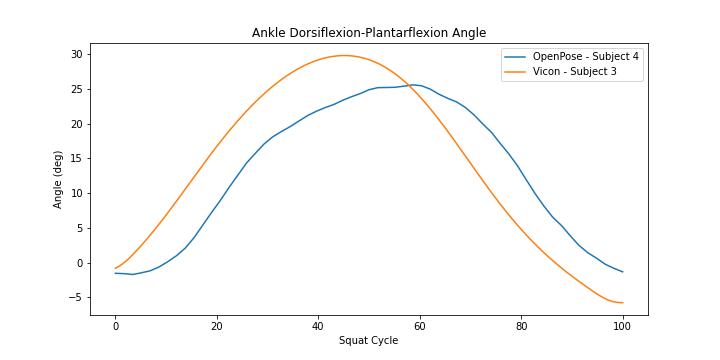 Ankle Dorsiflexion-Plantarflexion Angle
OpenPose - Subject 4
Vicon - Subject 3
Angle (deg)
30
25
20
15
10
5
0
−5
0
20
40
60
80
100
Squat Cycle